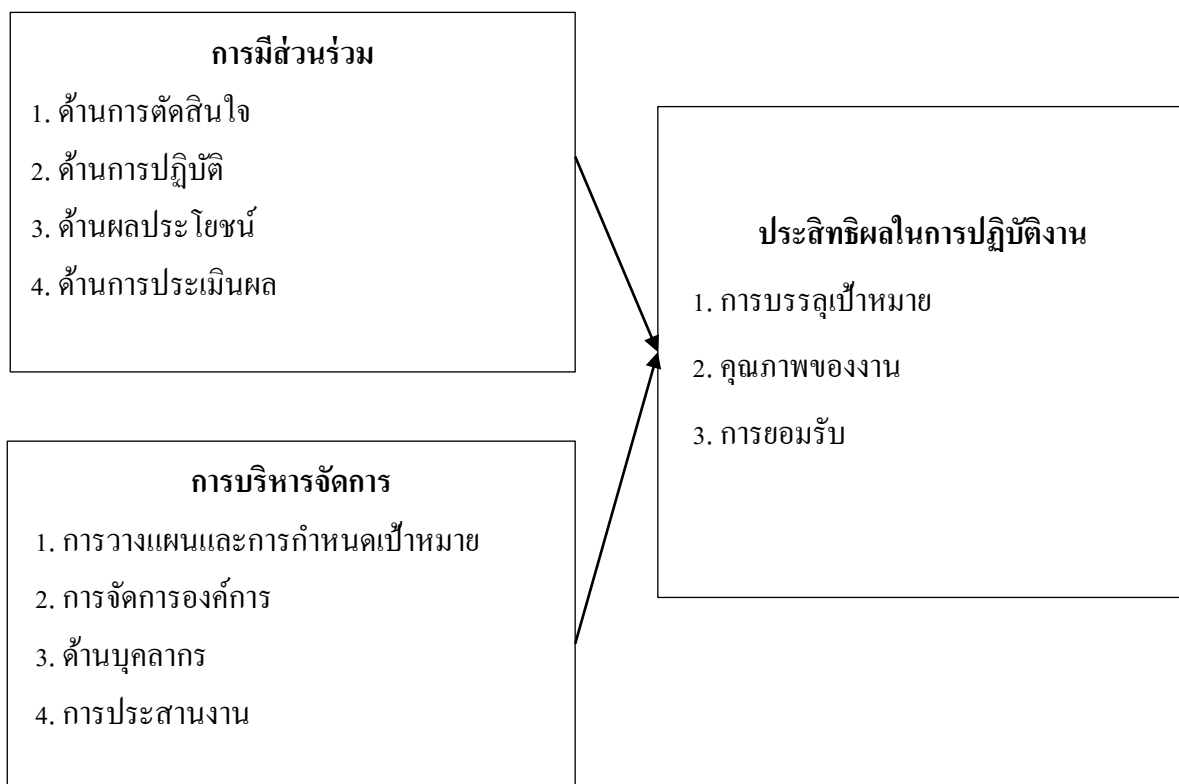 การมีส่วนร่วม
1. ด้านการตัดสินใจ
2. ด้านการปฏิบัติ
3. ด้านผลประโยชน์
4. ด้านการประเมินผล
ประสิทธิผลในการปฏิบัติงาน
1. การบรรลุเป้าหมาย
2. คุณภาพของงาน
3. การยอมรับ
การบริหารจัดการ
1. การวางแผนและการกำหนดเป้าหมาย
2. การจัดการองค์การ
3. ด้านบุคลากร
4. การประสานงาน